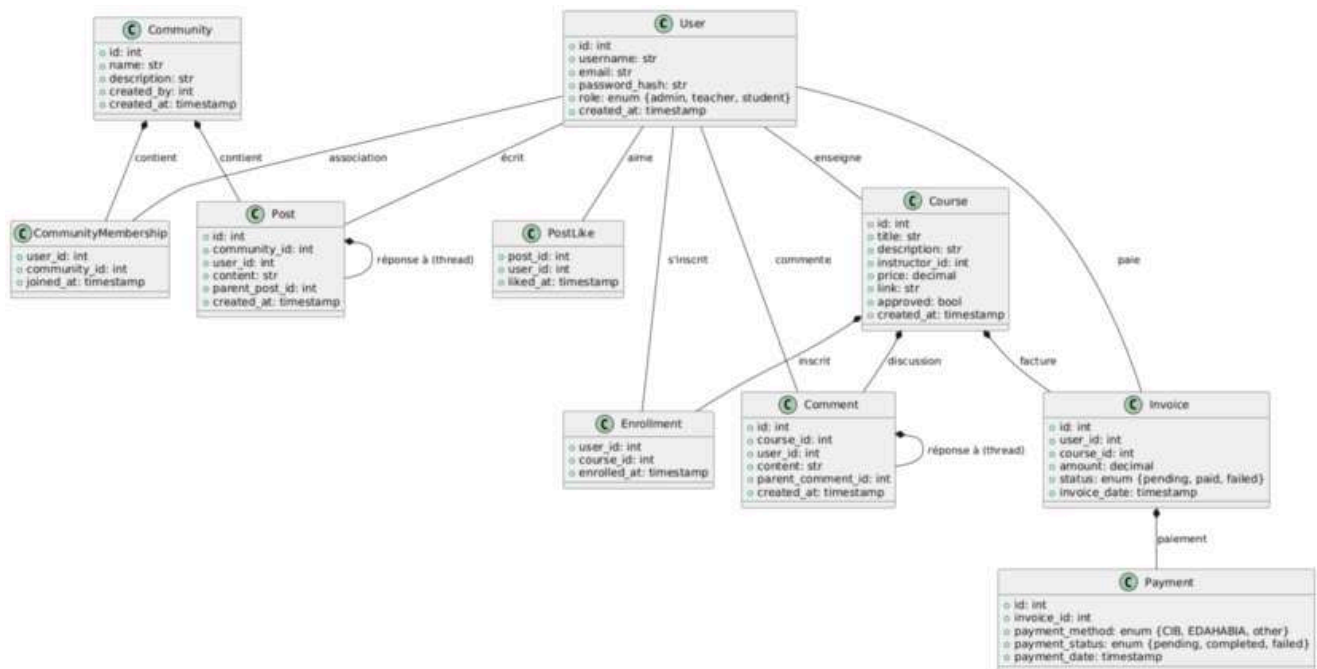 C Community
id: int
name: str
description: str
created_by: int
created_at: timestamp
C User
id: int
username: str
email: str
password_hash: str
role: enum {admin, teacher, student}
created_at: timestamp
contient
contient
association
écrit
aime
enseigne
C CommunityMembership
user_id: int
community_id: int
joined_at: timestamp
C Post
id: int
community_id: int
user_id: int
content: str
parent_post_id: int
created_at: timestamp
réponse à (thread)
C PostLike
post_id: int
user_id: int
liked_at: timestamp
s'inscrit
commente
C Course
id: int
title: str
description: str
instructor_id: int
price: decimal
link: str
approved: bool
created_at: timestamp
paie
inscrit
discussion
facture
C Enrollment
user_id: int
course_id: int
enrolled_at: timestamp
C Comment
id: int
course_id: int
user_id: int
content: str
parent_comment_id: int
created_at: timestamp
réponse à (thread)
C Invoice
id: int
user_id: int
course_id: int
amount: decimal
status: enum {pending, paid, failed}
invoice_date: timestamp
paiement
C Payment
id: int
invoice_id: int
payment_method: enum {CIB, EDAHABIA, other}
payment_status: enum {pending, completed, failed}
payment_date: timestamp